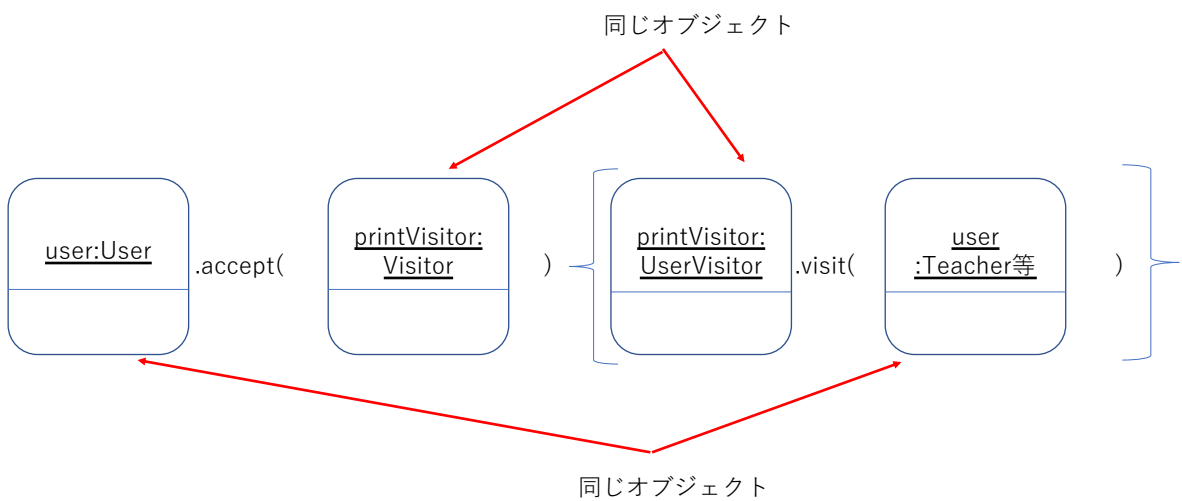 同じオブジェクト
user:User
.accept(
printVisitor:
Visitor
)
printVisitor:
UserVisitor
.visit(
user
:Teacher等
)
同じオブジェクト